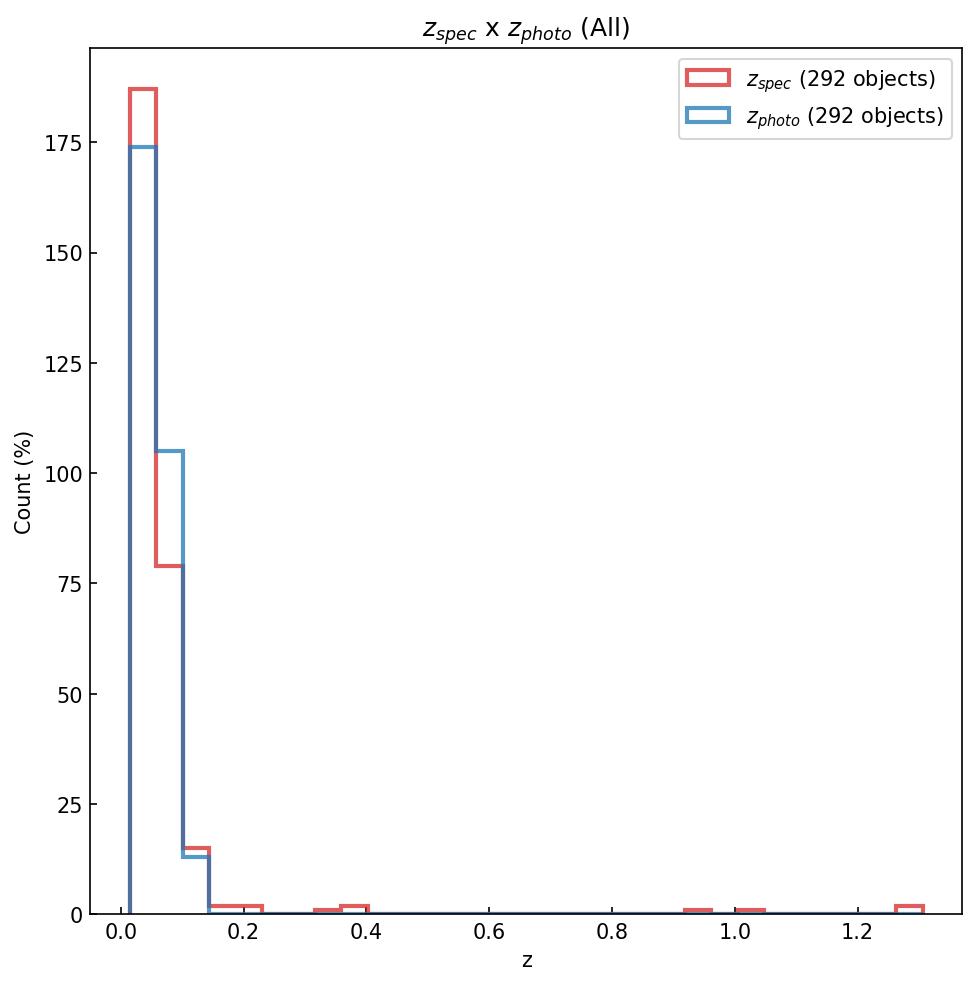 z_spec x z_photo (All)
z_spec (292 objects)
z_photo (292 objects)
Count (%)
175
150
125
100
75
50
25
0
0.0 0.2 0.4 0.6 0.8 1.0 1.2
z